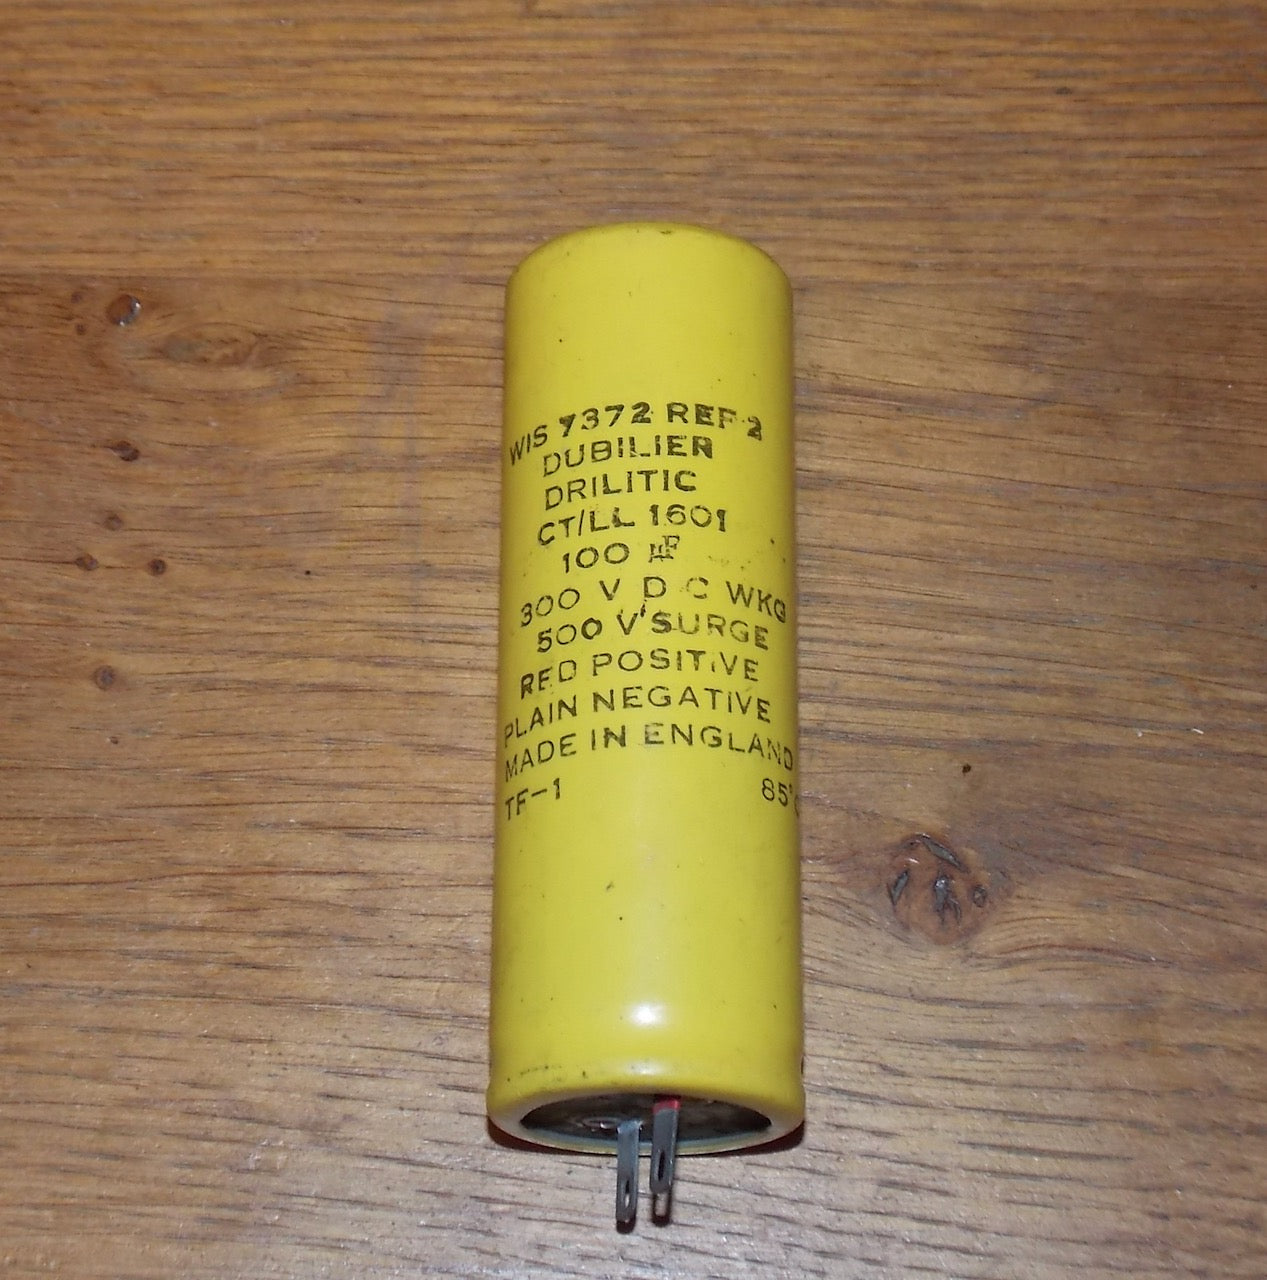 WIS 7372 REF 2
DUBILIER
DRILITIC
CT/LL 1601
100 µF
300 V D C WKG
500 V SURGE
RED POSITIVE
PLAIN NEGATIVE
MADE IN ENGLAND
TF-1 85°C